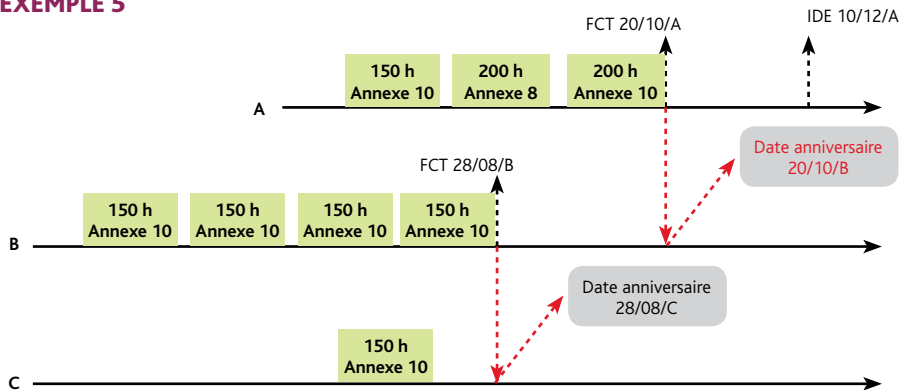 EXEMPLE 5
FCT 20/10/A
IDE 10/12/A
150 h
Annexe 10
200 h
Annexe 8
200 h
Annexe 10
A
Date anniversaire
20/10/B
FCT 28/08/B
150 h
Annexe 10
150 h
Annexe 10
150 h
Annexe 10
150 h
Annexe 10
B
Date anniversaire
28/08/C
150 h
Annexe 10
C